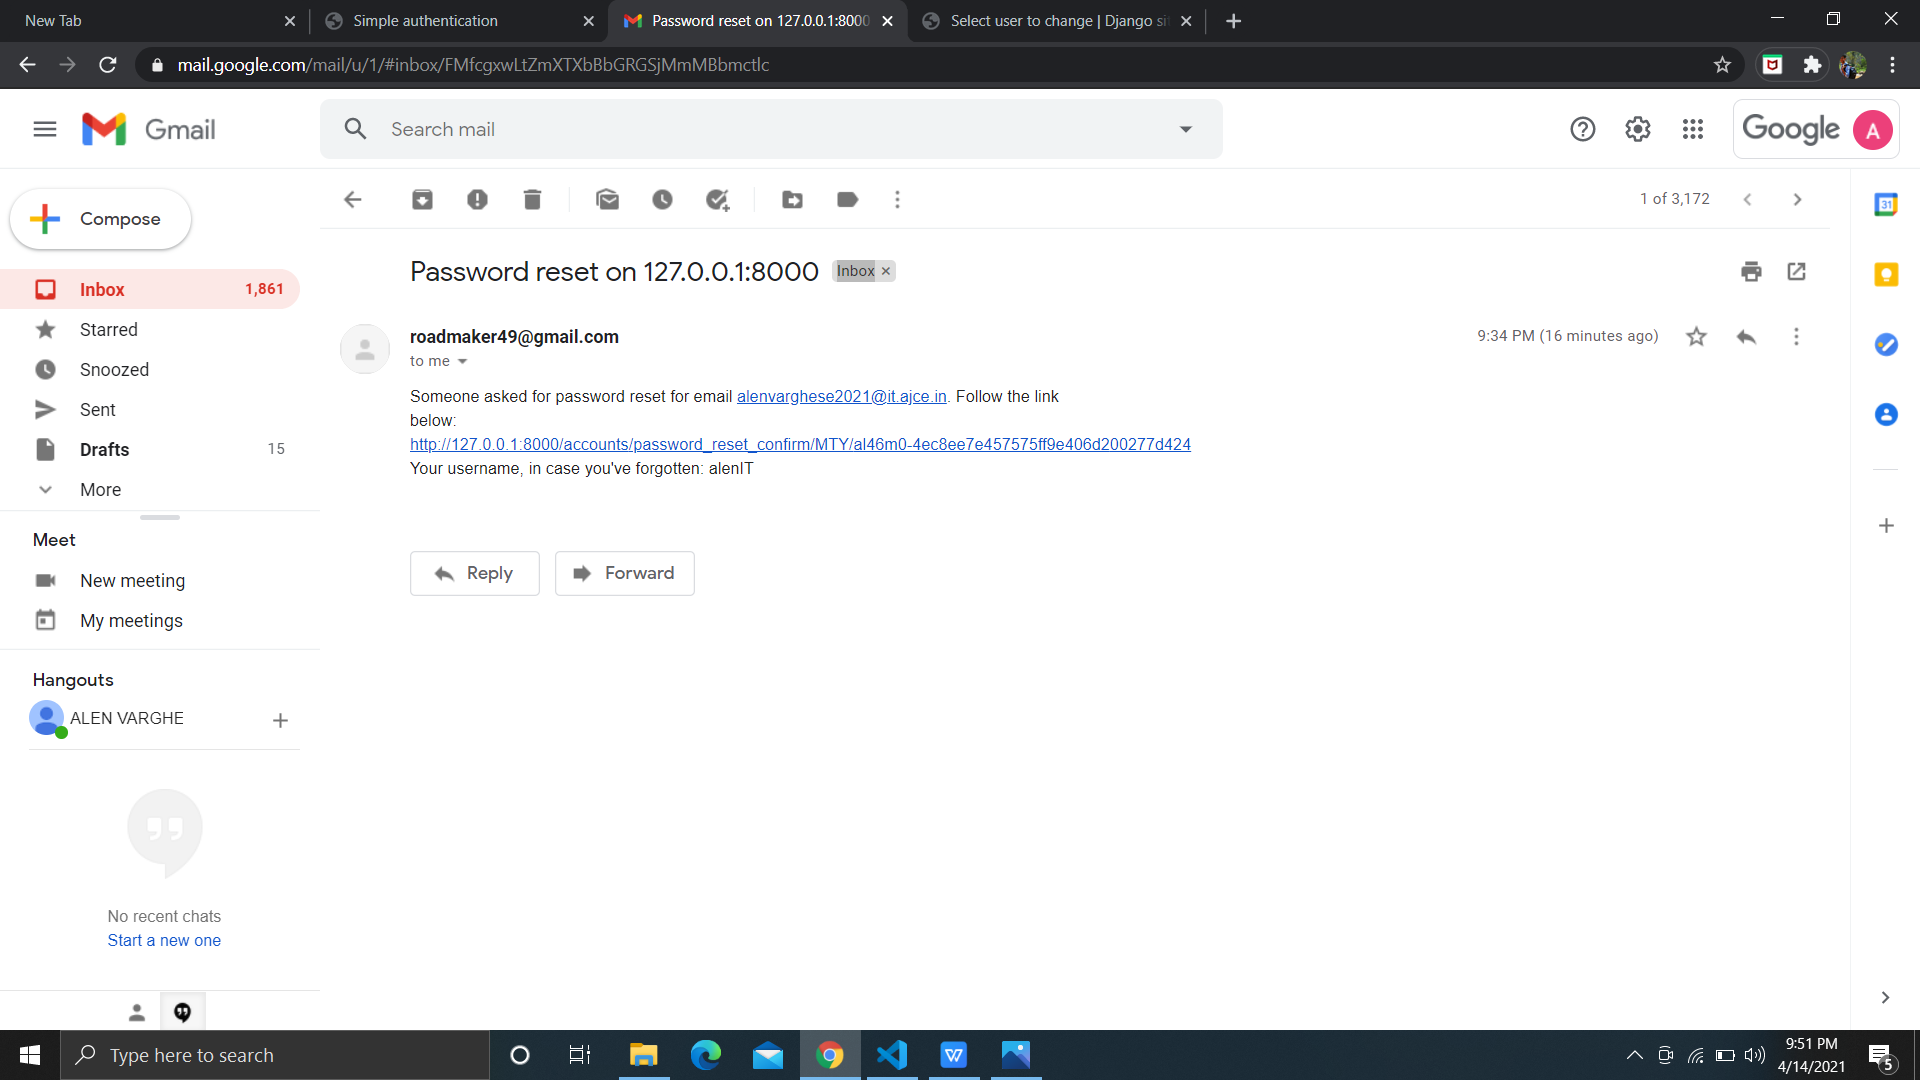 New Tab
Simple authentication
Password reset on 127.0.0.1:8000
Select user to change | Django si
mail.google.com/mail/u/1/#inbox/FMfcgxwLtZmXTXbBbGRGSjMmMBbmctlc
Gmail
Search mail
Google
A
Compose
1 of 3,172
31
Password reset on 127.0.0.1:8000
Inbox ×
Inbox 1,861
Starred
Snoozed
Sent
Drafts 15
More
roadmaker49@gmail.com
9:34 PM (16 minutes ago)
to me
Someone asked for password reset for email alenvarghese2021@it.ajce.in. Follow the link
below:
http://127.0.0.1:8000/accounts/password_reset_confirm/MTY/al46m0-4ec8ee7e457575ff9e406d200277d424
Your username, in case you've forgotten: alenIT
Reply
Forward
Meet
New meeting
My meetings
Hangouts
ALEN VARGHE
No recent chats
Start a new one
Type here to search
W
9:51 PM
4/14/2021
5